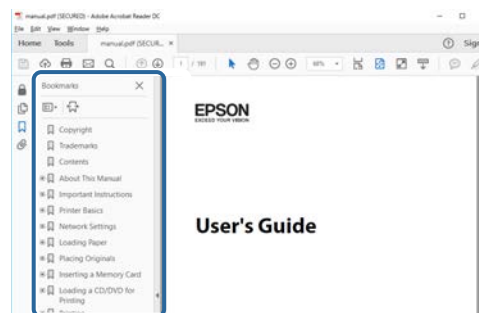 manual.pdf (SECURED) - Adobe Acrobat Reader DC
File Edit View Window Help
Home Tools manual.pdf (SECUR... ×
Sign
1 / 181
Bookmarks
Copyright
Trademarks
Contents
About This Manual
Important Instructions
Printer Basics
Network Settings
Loading Paper
Placing Originals
Inserting a Memory Card
Loading a CD/DVD for
Printing
Printing
EPSON
EXCEED YOUR VISION
User's Guide